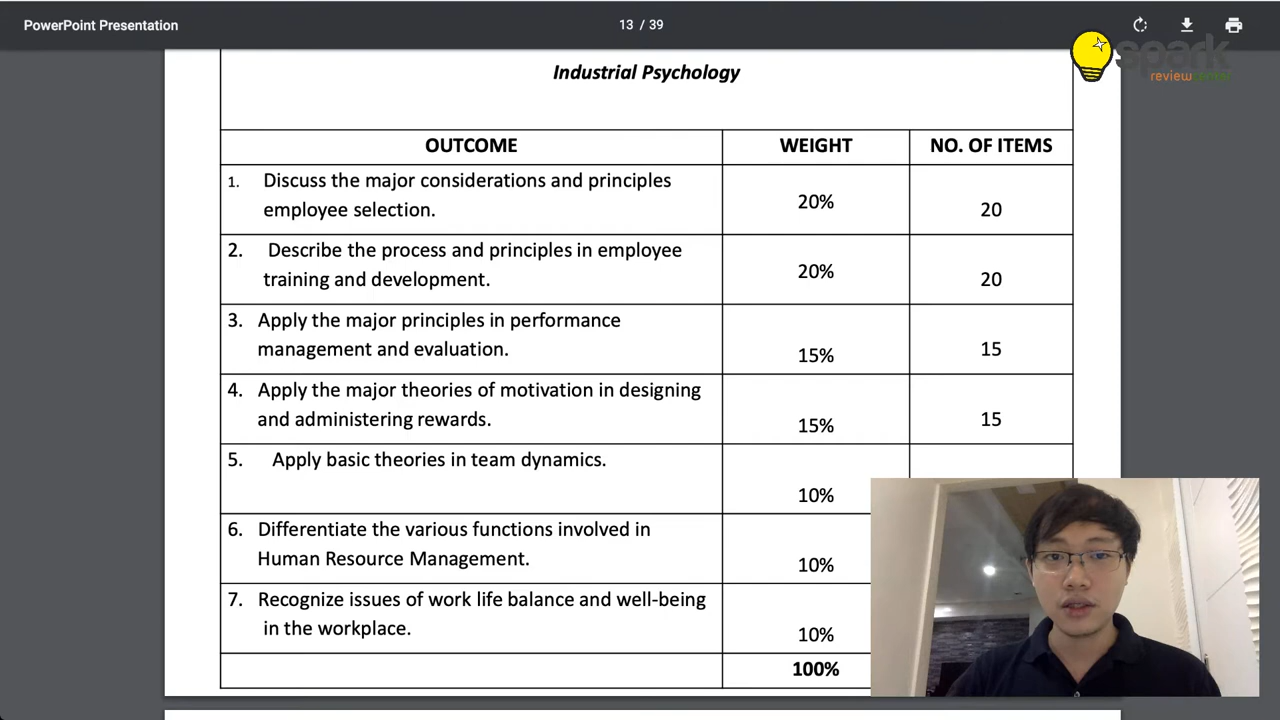 PowerPoint Presentation
13 / 39
spark
review center
Industrial Psychology
OUTCOME WEIGHT NO. OF ITEMS
1. Discuss the major considerations and principles
employee selection.
20% 20
2. Describe the process and principles in employee
training and development.
20% 20
3. Apply the major principles in performance
management and evaluation.
15% 15
4. Apply the major theories of motivation in designing
and administering rewards.
15% 15
5. Apply basic theories in team dynamics.
10%
6. Differentiate the various functions involved in
Human Resource Management.
10%
7. Recognize issues of work life balance and well-being
in the workplace.
10%
100%